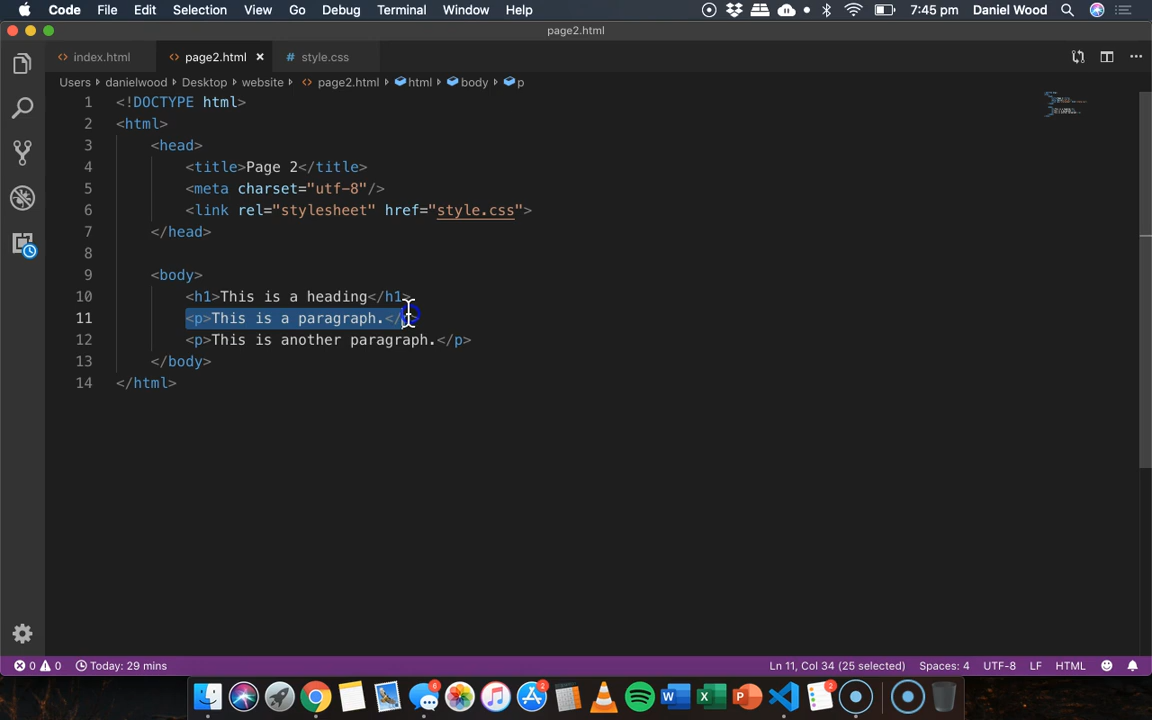 Code File Edit Selection View Go Debug Terminal Window Help 7:45 pm Daniel Wood
page2.html
index.html page2.html style.css
Users danielwood Desktop website page2.html html body p
1 <!DOCTYPE html>
2 <html>
3 <head>
4 <title>Page 2</title>
5 <meta charset="utf-8"/>
6 <link rel="stylesheet" href="style.css">
7 </head>
8
9 <body>
10 <h1>This is a heading</h1>
11 <p>This is a paragraph.</p>
12 <p>This is another paragraph.</p>
13 </body>
14 </html>
0 0 Today: 29 mins Ln 11, Col 34 (25 selected) Spaces: 4 UTF-8 LF HTML
6 2 2